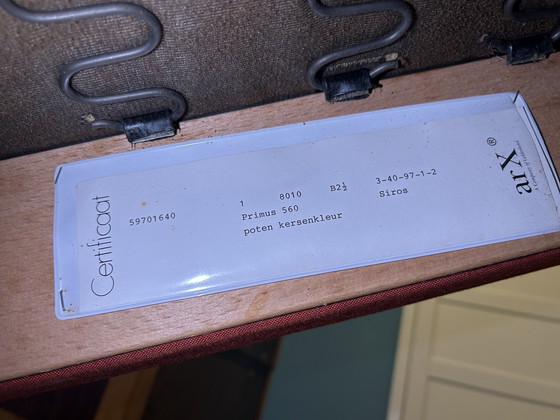 Certificaat
59701640
1 8010 B2½ 3-40-97-1-2
Primus 560 Siros
poten kersenkleur
arX®